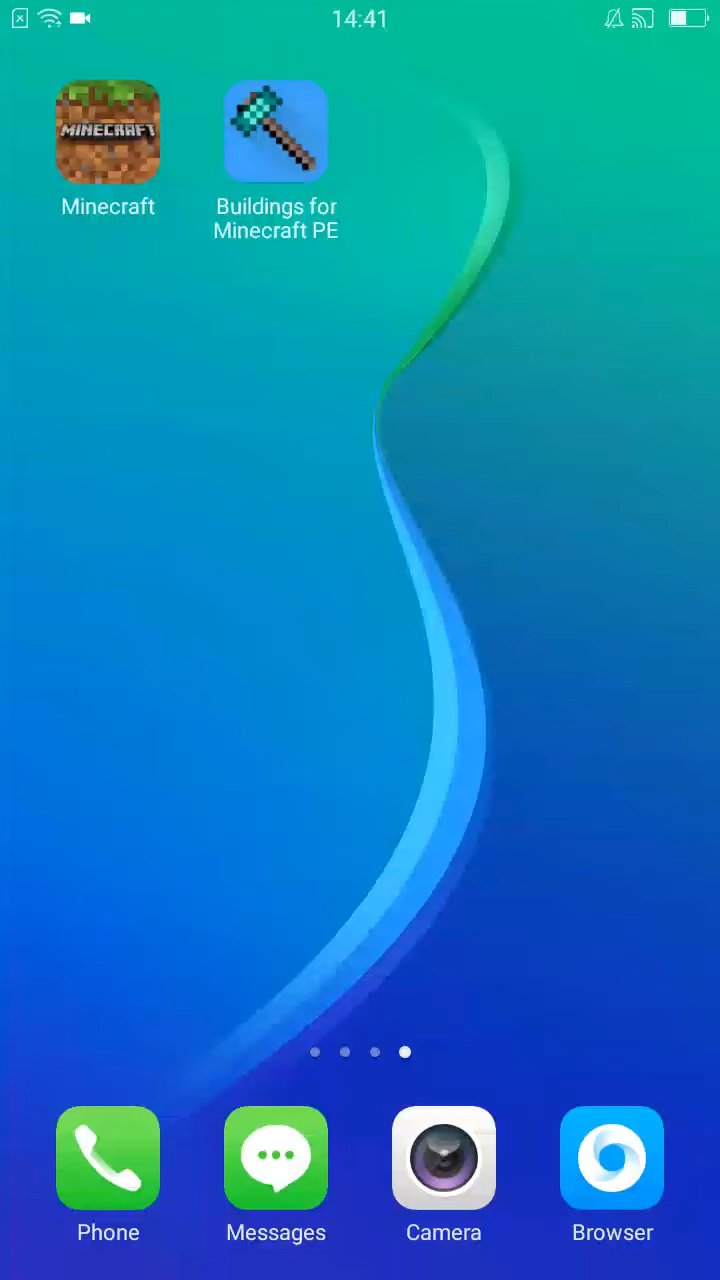 14:41
MINECRAFT
Minecraft
Buildings for
Minecraft PE
Phone
Messages
Camera
Browser